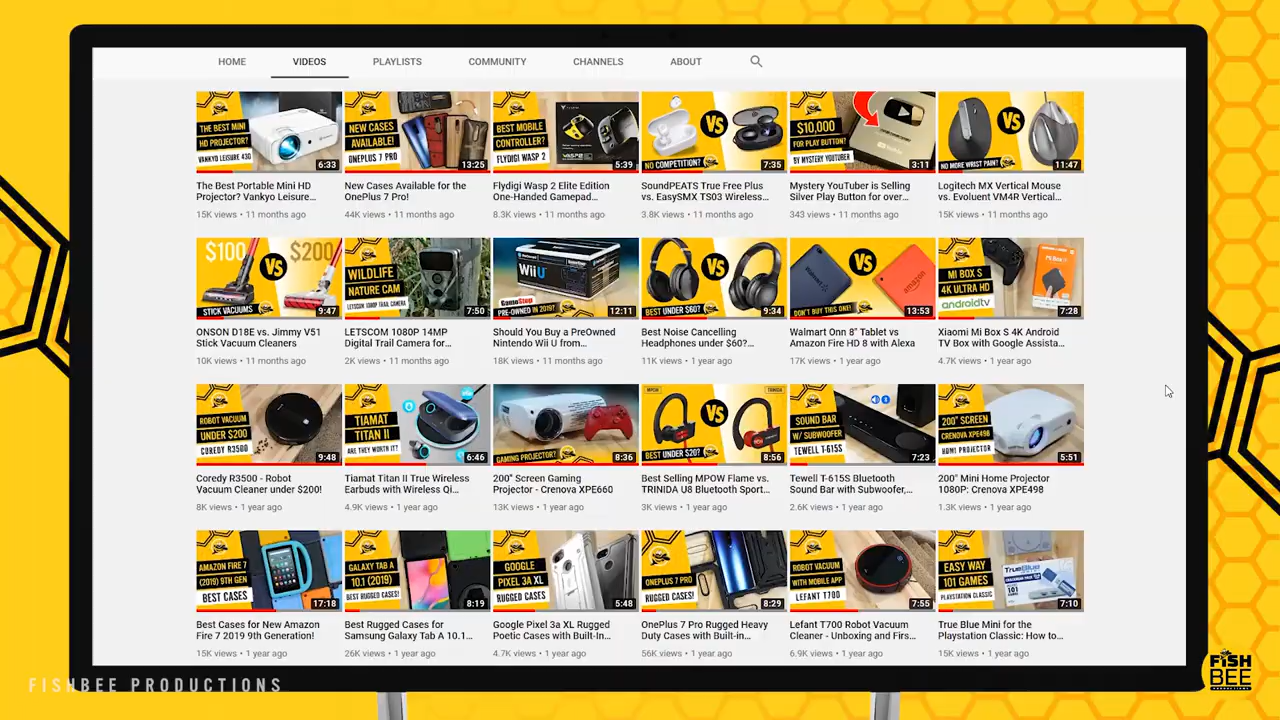 HOME VIDEOS PLAYLISTS COMMUNITY CHANNELS ABOUT
THE BEST MINI
HD PROJECTOR?
VANKYO LEISURE 430
6:33
NEW CASES
AVAILABLE!
ONEPLUS 7 PRO
13:25
BEST MOBILE
CONTROLLER?
FLYDIGI WASP 2
5:39
VS
NO COMPETITION?
7:35
$10,000
FOR PLAY BUTTON?
BY MYSTERY YOUTUBER
3:11
VS
NO MORE WRIST PAIN?
11:47
The Best Portable Mini HD
Projector? Vankyo Leisure...
15K views • 11 months ago
New Cases Available for the
OnePlus 7 Pro!
44K views • 11 months ago
Flydigi Wasp 2 Elite Edition
One-Handed Gamepad...
8.3K views • 11 months ago
SoundPEATS True Free Plus
vs. EasySMX TS03 Wireless...
3.8K views • 11 months ago
Mystery YouTuber is Selling
Silver Play Button for over...
343 views • 11 months ago
Logitech MX Vertical Mouse
vs. Evoluent VM4R Vertical...
15K views • 11 months ago
$100 VS $200
STICK VACUUMS
9:47
WILDLIFE
NATURE CAM
LETSCOM 1080P TRAIL CAMERA
7:50
Wii U
GameStop
PRE-OWNED IN 2019?
12:11
VS
BEST UNDER $60?
9:34
Walmart
VS
amazon
DON'T BUY THIS ONE!
13:53
MI BOX S
4K ULTRA HD
androidtv
7:28
ONSON D18E vs. Jimmy V51
Stick Vacuum Cleaners
10K views • 11 months ago
LETSCOM 1080P 14MP
Digital Trail Camera for...
2K views • 11 months ago
Should You Buy a PreOwned
Nintendo Wii U from...
18K views • 11 months ago
Best Noise Cancelling
Headphones under $60?...
11K views • 1 year ago
Walmart Onn 8" Tablet vs
Amazon Fire HD 8 with Alexa
17K views • 1 year ago
Xiaomi Mi Box S 4K Android
TV Box with Google Assista...
4.7K views • 1 year ago
ROBOT VACUUM
UNDER $200
COREDY R3500
9:48
TIAMAT
TITAN II
ARE THEY WORTH IT?
6:46
GAMING PROJECTOR?
8:36
MPOW
VS
TRINIDA
BEST UNDER $20?
8:56
SOUND BAR
W/ SUBWOOFER
TEWELL T-615S
7:23
200" SCREEN
CRENOVA XPE498
HOME PROJECTOR
5:51
Coredy R3500 - Robot
Vacuum Cleaner under $200!
8K views • 1 year ago
Tiamat Titan II True Wireless
Earbuds with Wireless Qi...
4.9K views • 1 year ago
200" Screen Gaming
Projector - Crenova XPE660
13K views • 1 year ago
Best Selling MPOW Flame vs.
TRINIDA U8 Bluetooth Sport...
3K views • 1 year ago
Tewell T-615S Bluetooth
Sound Bar with Subwoofer,...
2.6K views • 1 year ago
200" Mini Home Projector
1080P: Crenova XPE498
1.3K views • 1 year ago
AMAZON FIRE 7
(2019) 9TH GEN
BEST CASES
17:18
GALAXY TAB A
10.1 (2019)
BEST RUGGED CASES!
8:19
GOOGLE
PIXEL 3A XL
RUGGED CASES
5:48
ONEPLUS 7 PRO
RUGGED CASES!
8:29
ROBOT VACUUM
WITH MOBILE APP
LEFANT T700
7:55
EASY WAY
101 GAMES
PLAYSTATION CLASSIC
TrueBlue
7:10
Best Cases for New Amazon
Fire 7 2019 9th Generation!
15K views • 1 year ago
Best Rugged Cases for
Samsung Galaxy Tab A 10.1...
26K views • 1 year ago
Google Pixel 3a XL Rugged
Poetic Cases with Built-In...
4.7K views • 1 year ago
OnePlus 7 Pro Rugged Heavy
Duty Cases with Built-in...
56K views • 1 year ago
Lefant T700 Robot Vacuum
Cleaner - Unboxing and Firs...
6.9K views • 1 year ago
True Blue Mini for the
Playstation Classic: How to...
15K views • 1 year ago
FISHBEE PRODUCTIONS
FISH
BEE